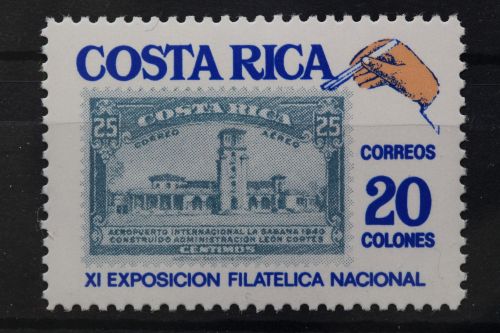 COSTA RICA
COSTA RICA
25 25
CORREO AEREO
AEROPUERTO INTERNACIONAL LA SABANA 1940
CONSTRUIDO ADMINISTRACION LEON CORTES
CENTIMOS
CORREOS
20
COLONES
XI EXPOSICION FILATELICA NACIONAL